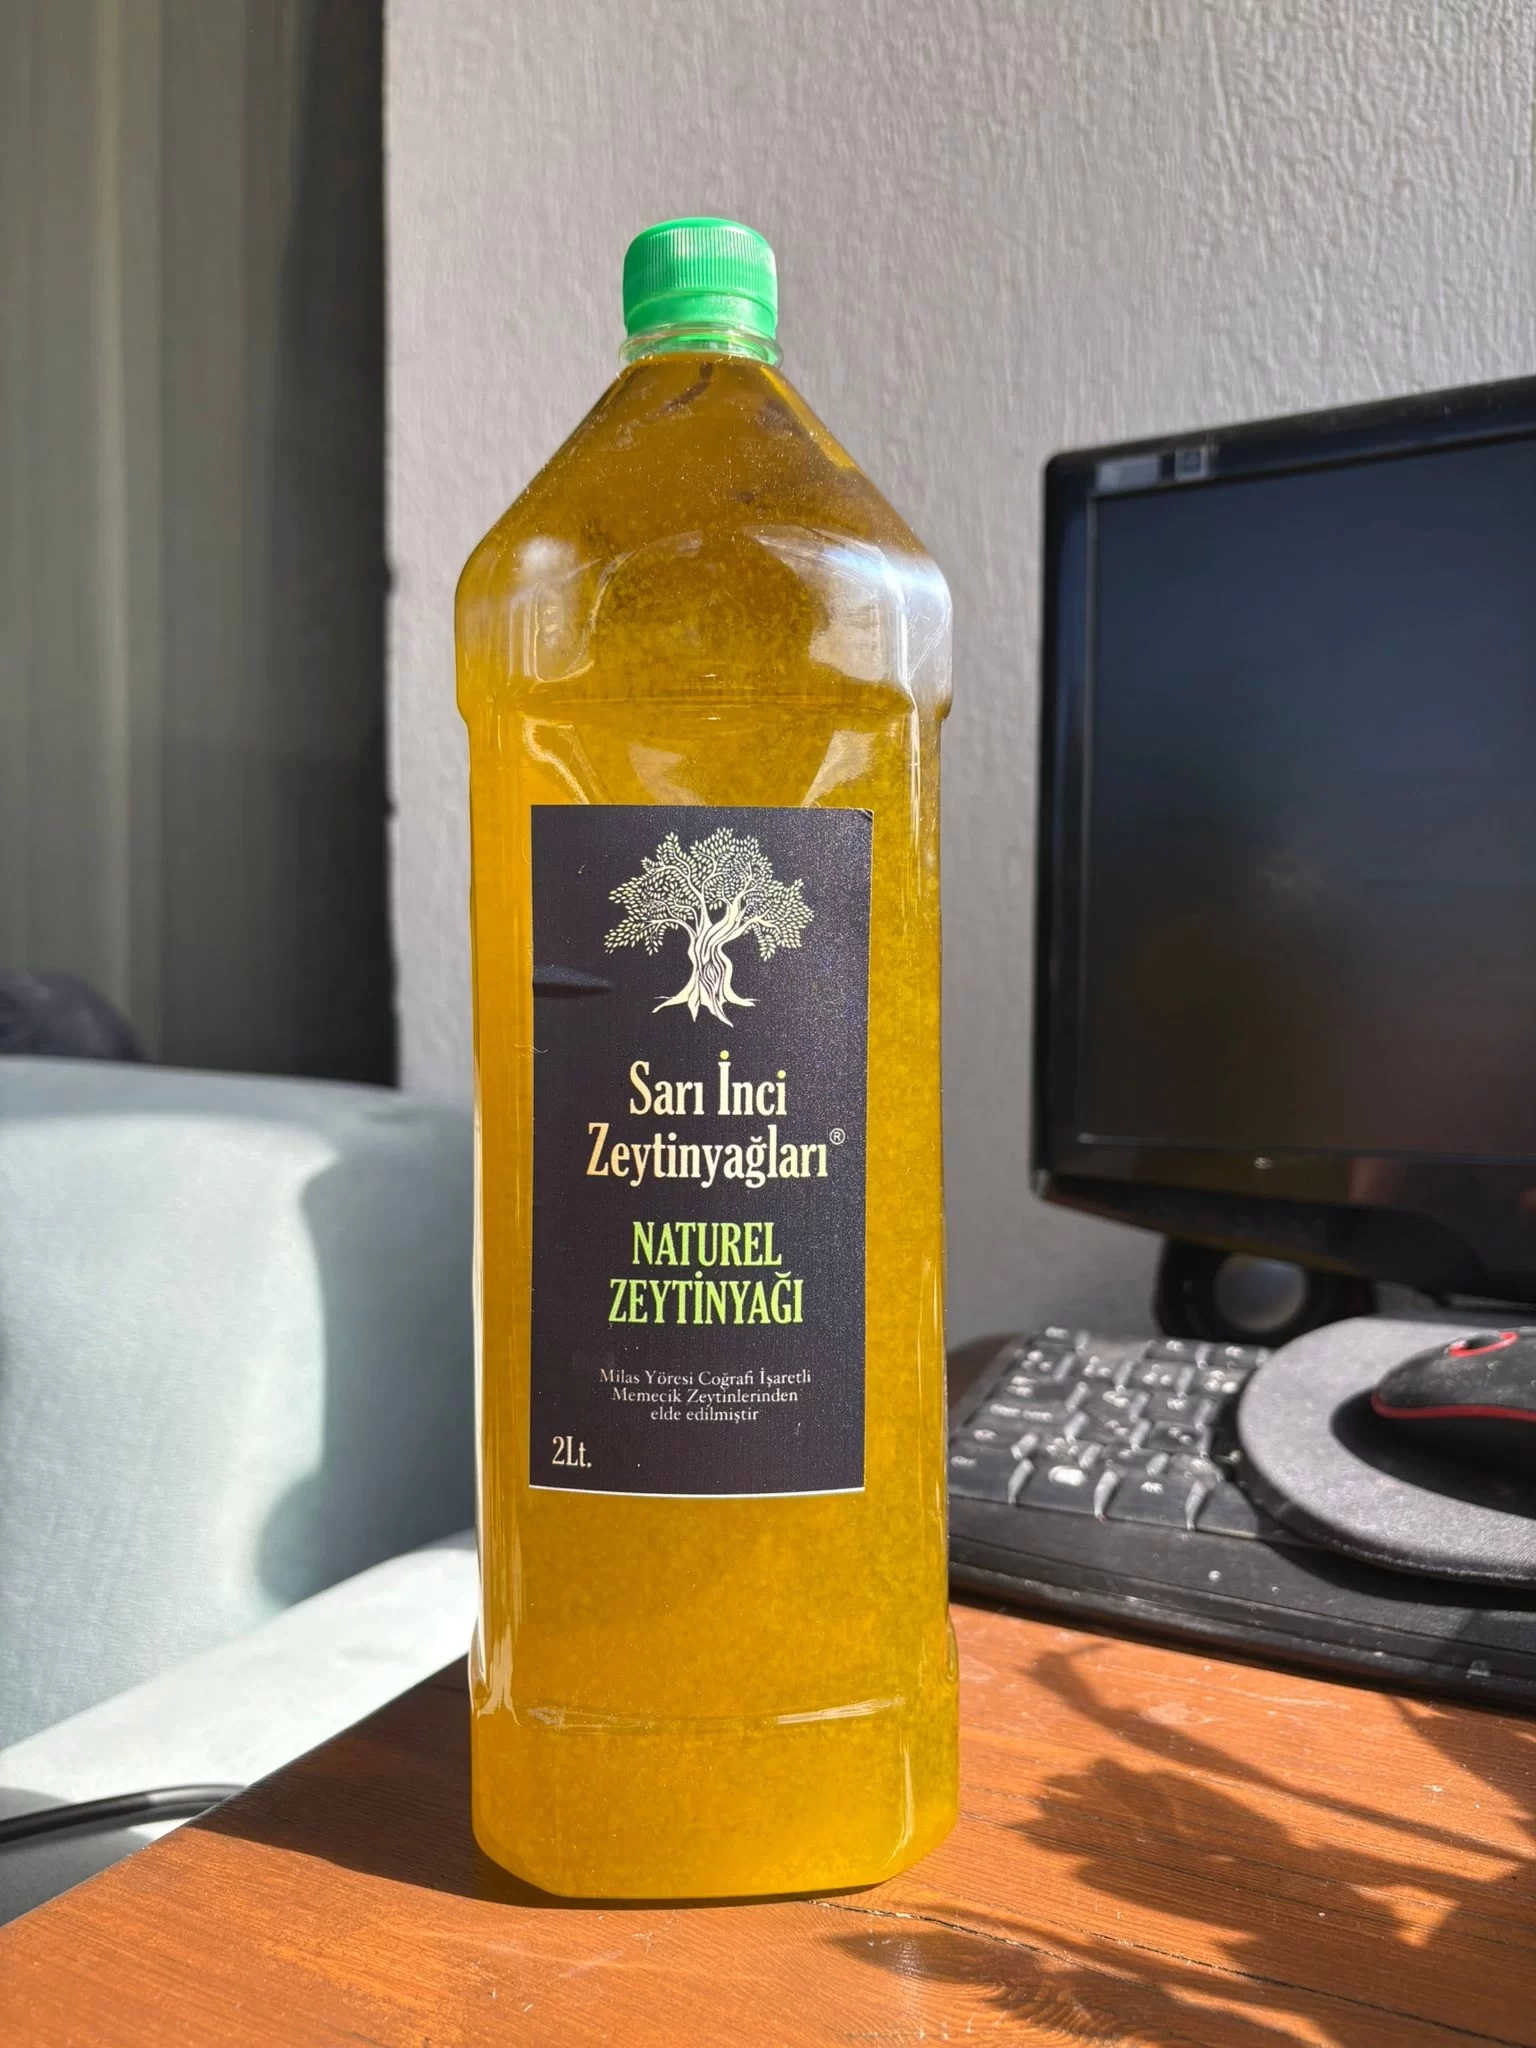 Sarı İnci
Zeytinyağları®
NATUREL
ZEYTİNYAĞI
Milas Yöresi Coğrafi İşaretli
Memecik Zeytinlerinden
elde edilmiştir
2Lt.